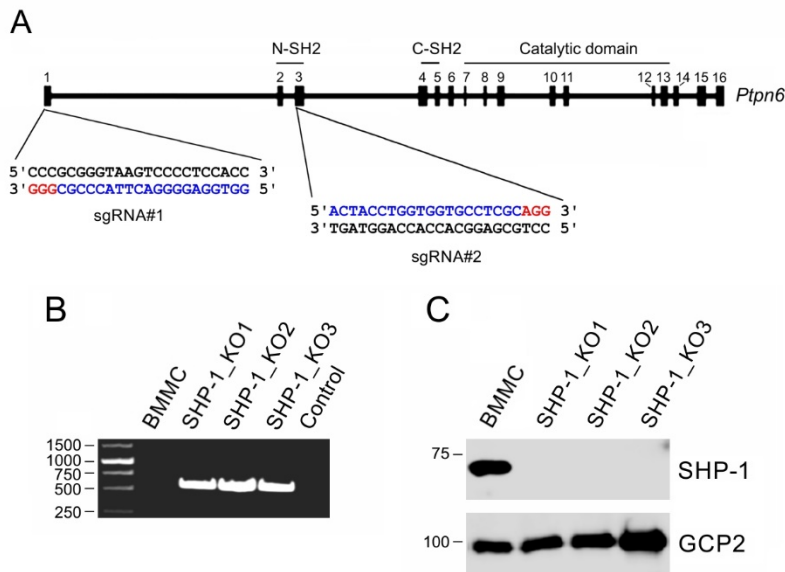 A
N-SH2
C-SH2
Catalytic domain
1 2 3 4 5 6 7 8 9 10 11 12 13 14 15 16
Ptpn6
5'CCCGCGGGTAAGTCCCCTCCACC 3'
3'GGGCGCCCATTCAGGGGAGGTGG 5'
sgRNA#1
5'ACTACCTGGTGGTGCCTCGCAGG 3'
3'TGATGGACCACCACGGAGCGTCC 5'
sgRNA#2
B
BMMC
SHP-1_KO1
SHP-1_KO2
SHP-1_KO3
Control
1500
1000
750
500
250
C
BMMC
SHP-1_KO1
SHP-1_KO2
SHP-1_KO3
75
SHP-1
100
GCP2